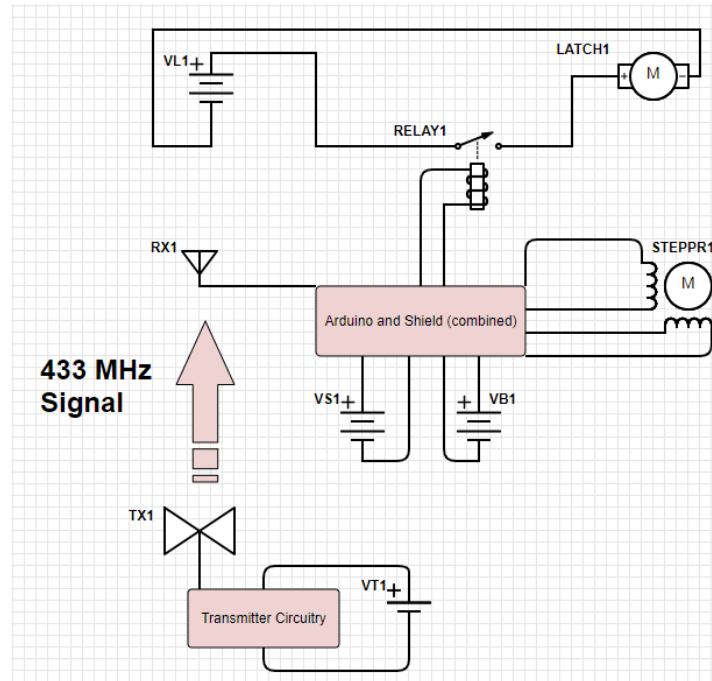 LATCH1
VL1
+
+ M -
RELAY1
RX1
STEPPR1
M
Arduino and Shield (combined)
433 MHz
Signal
VS1
+
+
VB1
TX1
VT1
+
Transmitter Circuitry